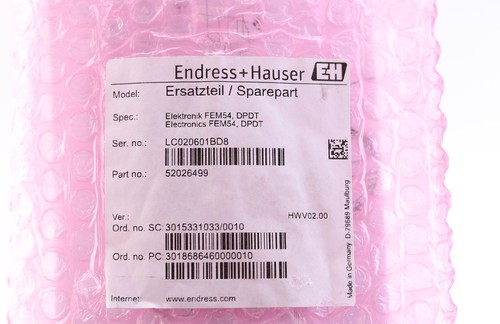 Endress+Hauser EH
Model: Ersatzteil / Sparepart
Spec.: Elektronik FEM54, DPDT
Electronics FEM54, DPDT
Ser. no.: LC020601BD8
Part no.: 52026499
Ver.: HWV02.00
Ord. no. SC: 3015331033/0010
Ord. no. PC: 3018686460000010
Internet: www.endress.com
Made in Germany D-79689 Maulburg